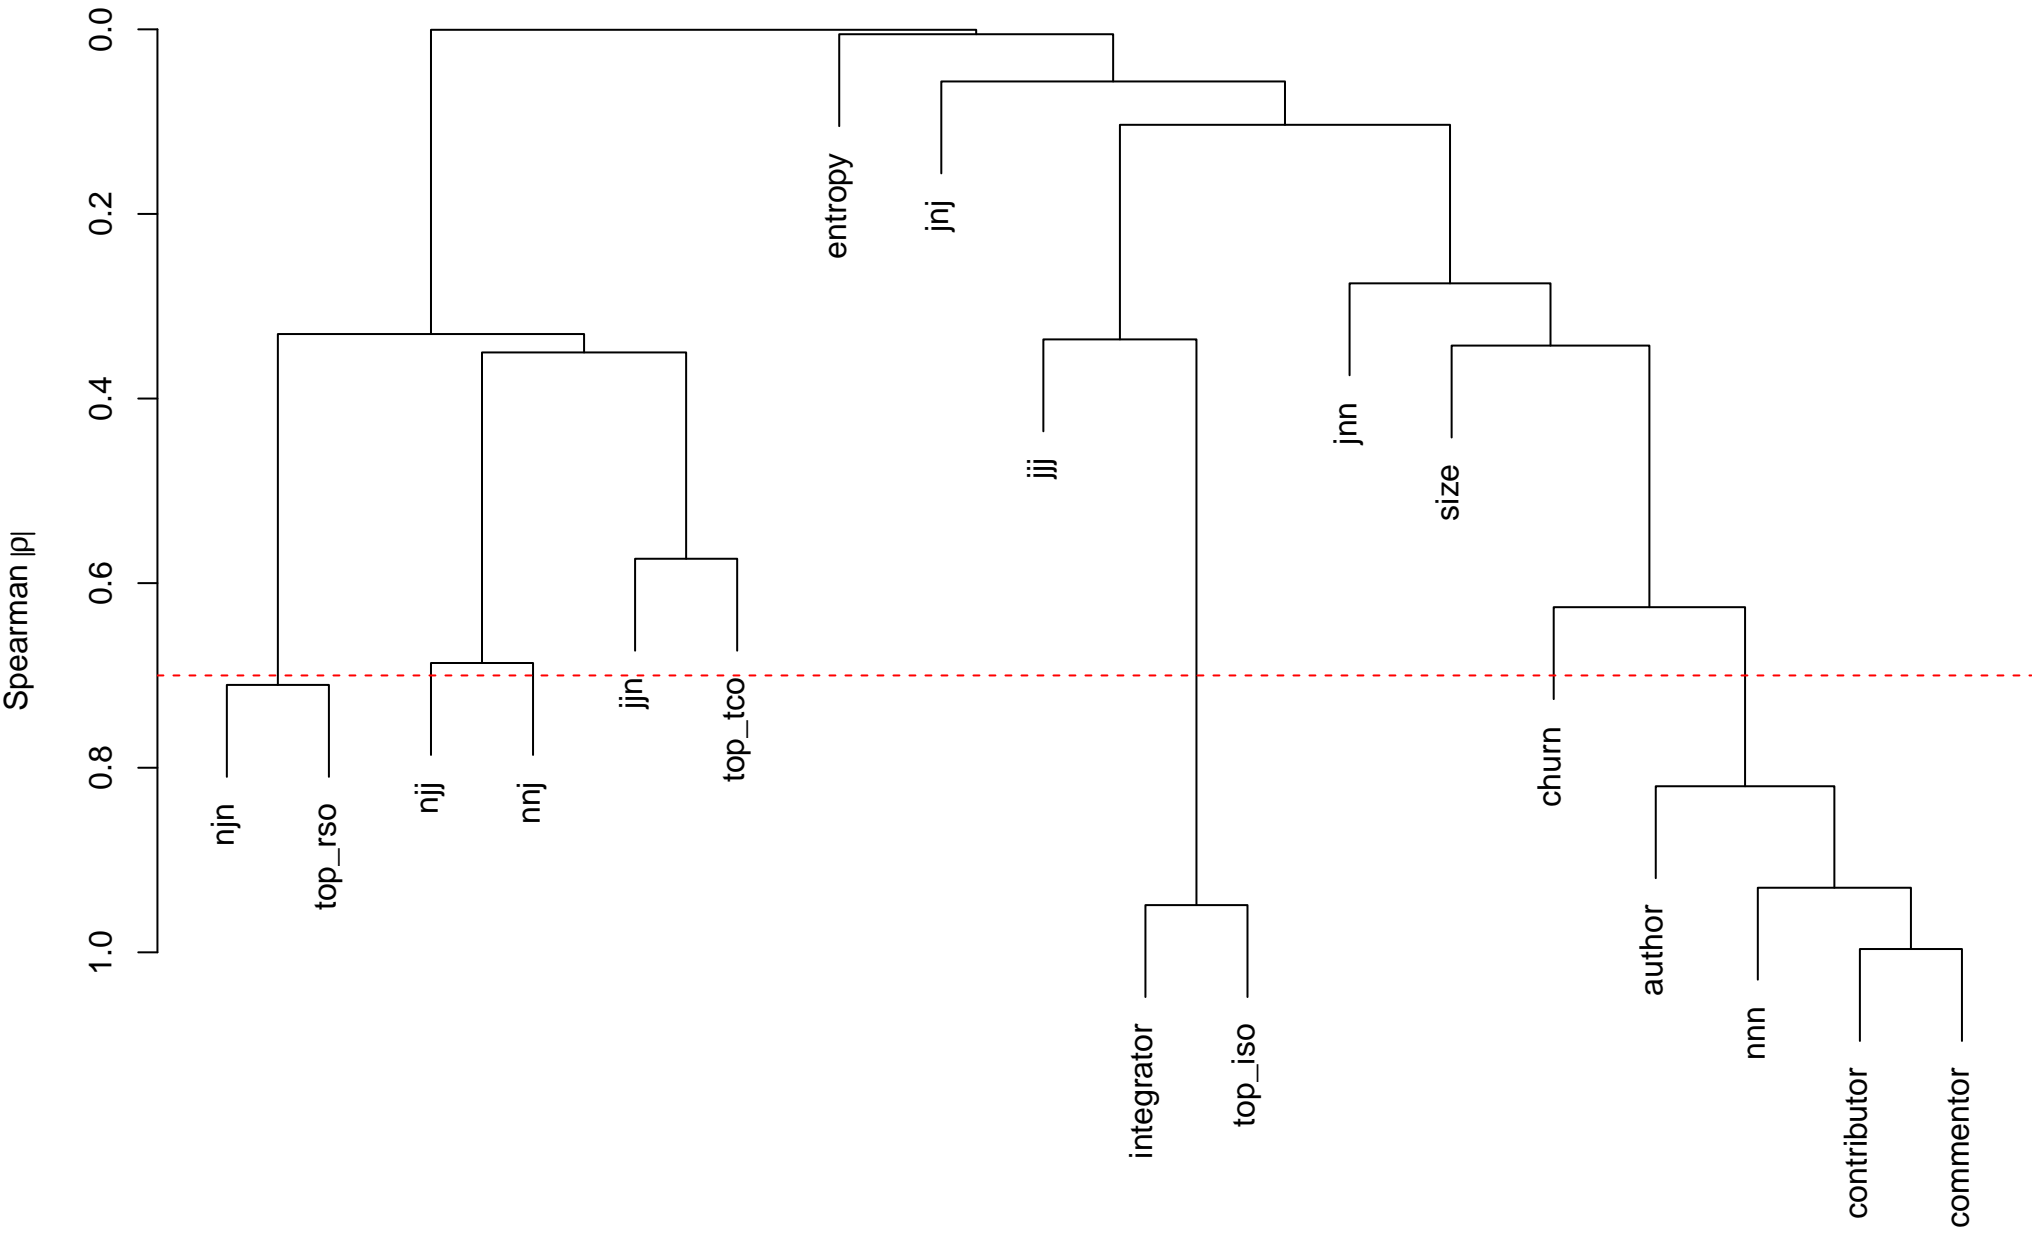 Spearman |ρ|
0.0
0.2
0.4
0.6
0.8
1.0
njn
top_rso
njj
nnj
jjn
top_tco
entropy
jnj
jjj
integrator
top_iso
jnn
size
churn
author
nnn
contributor
commentor